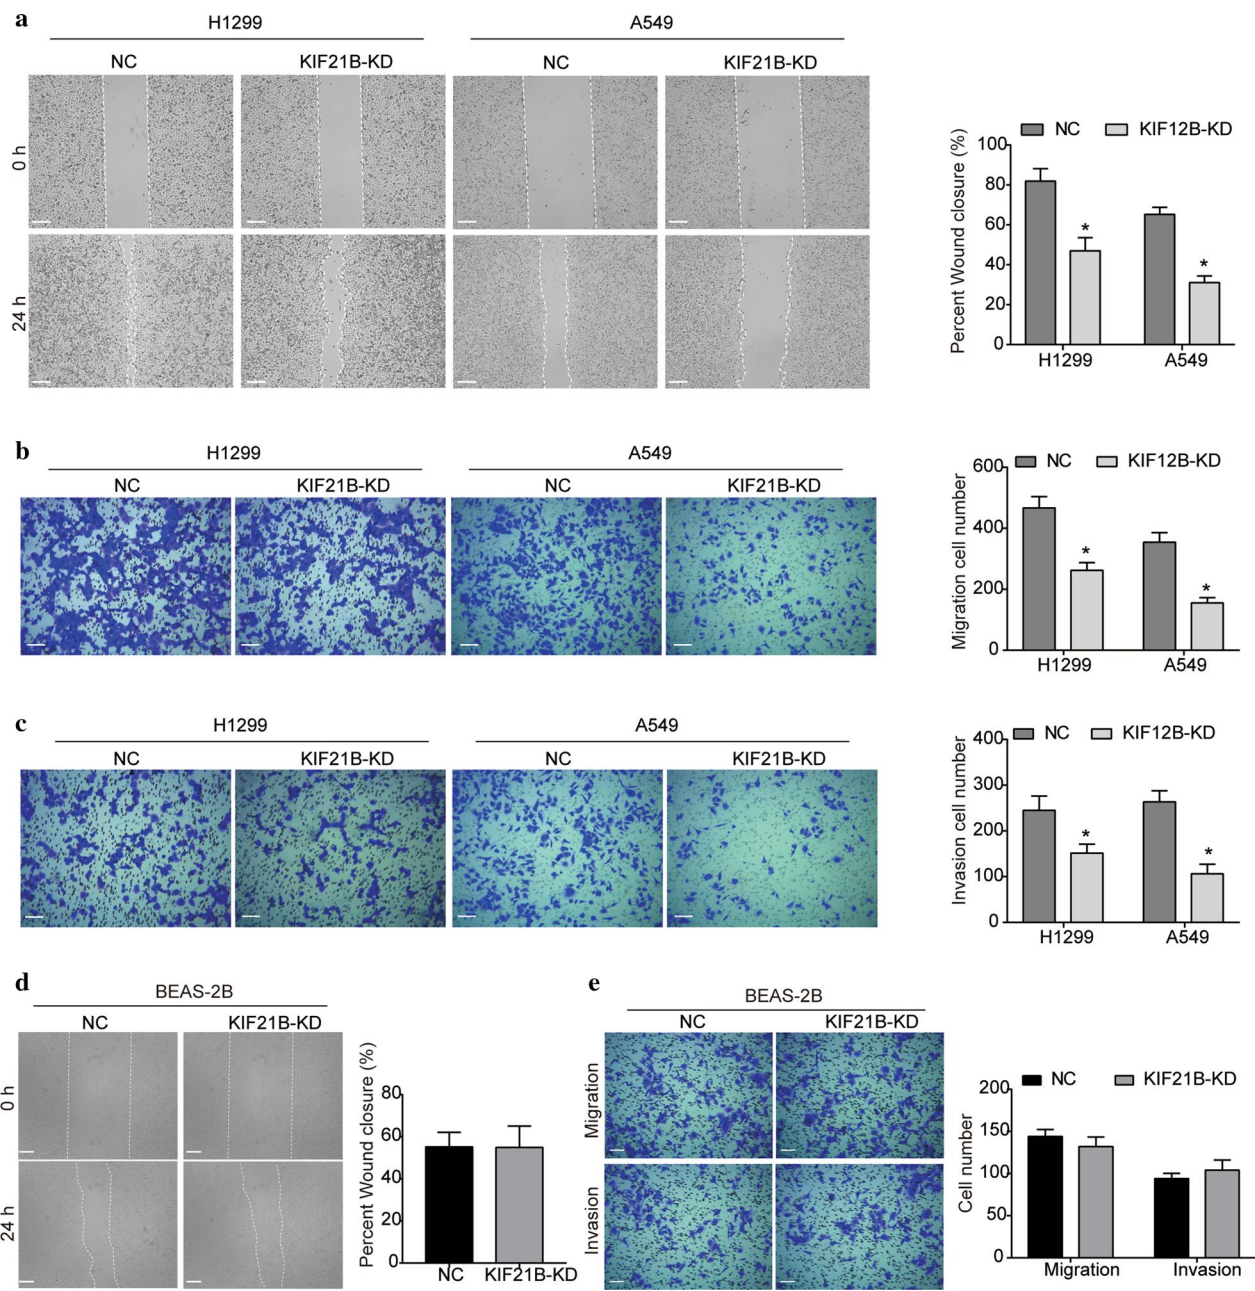 a
H1299 A549
NC KIF21B-KD NC KIF21B-KD
0 h
24 h
NC KIF12B-KD
Percent Wound closure (%)
100
80
60
40
20
0
* *
H1299 A549
b
H1299 A549
NC KIF21B-KD NC KIF21B-KD
NC KIF12B-KD
Migration cell number
600
400
200
0
* *
H1299 A549
c
H1299 A549
NC KIF21B-KD NC KIF21B-KD
NC KIF12B-KD
Invasion cell number
400
300
200
100
0
* *
H1299 A549
d
BEAS-2B
NC KIF21B-KD
0 h
24 h
Percent Wound closure (%)
80
60
40
20
0
NC KIF21B-KD
e
BEAS-2B
NC KIF21B-KD
Migration
Invasion
NC KIF21B-KD
Cell number
200
150
100
50
0
Migration Invasion